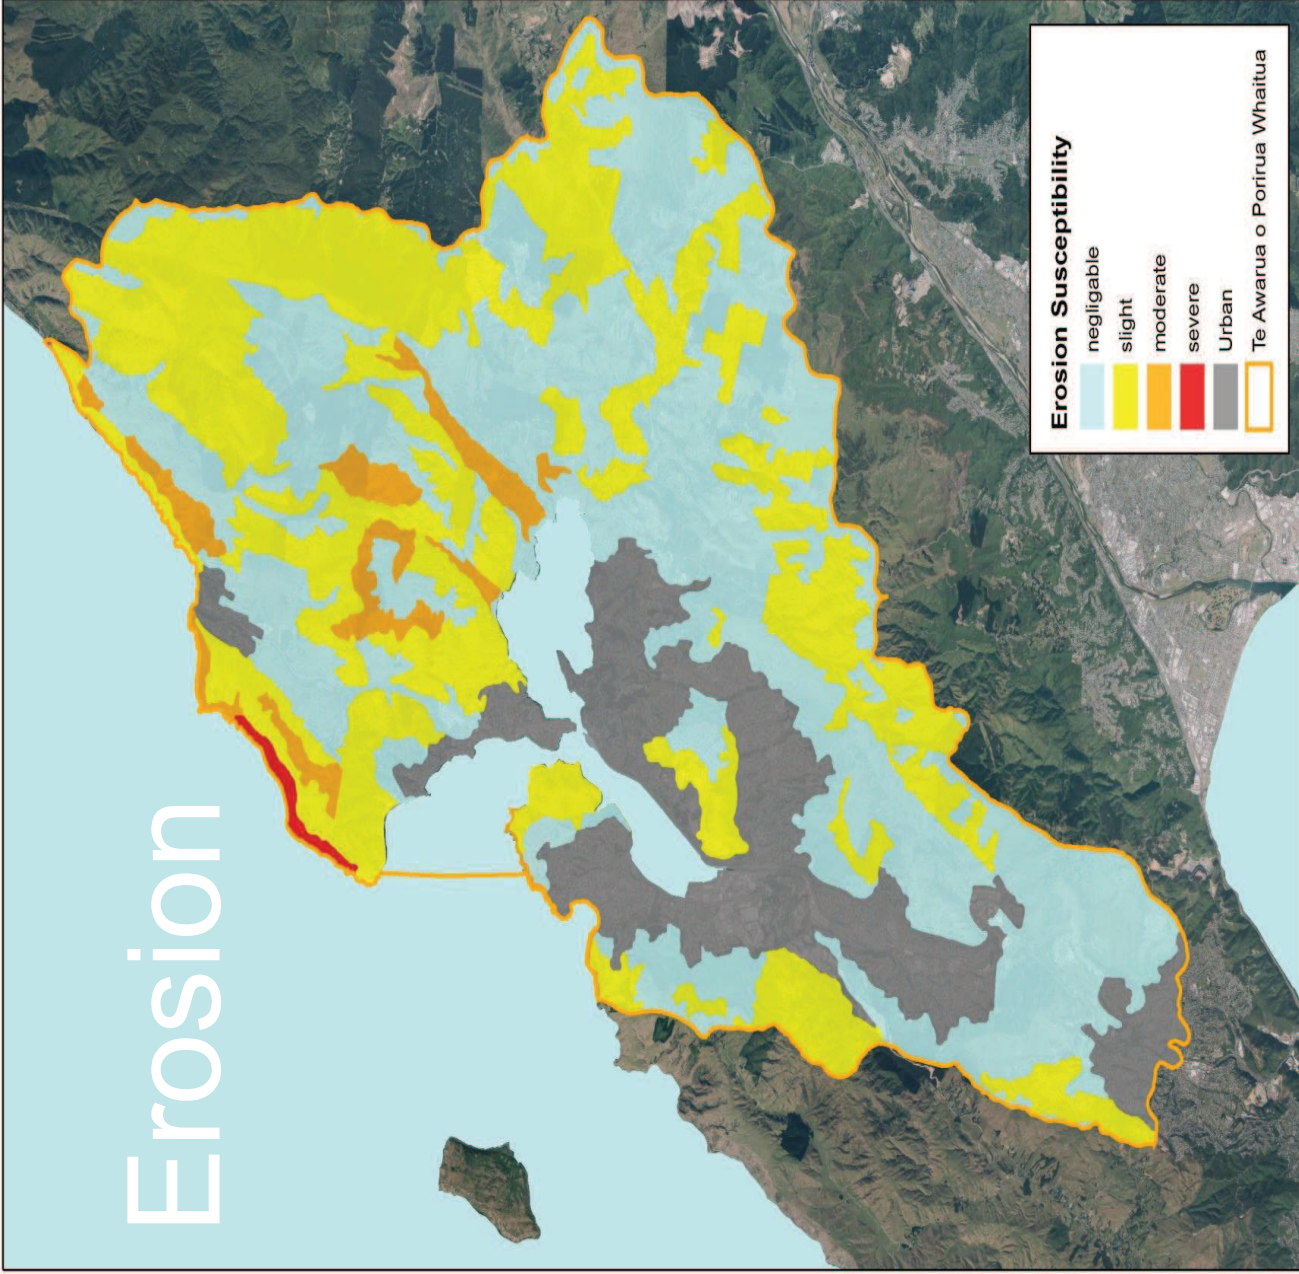 Erosion
Erosion Susceptibility
negligable
slight
moderate
severe
Urban
Te Awarua o Porirua Whaitua